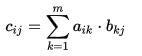 c_{ij} = \sum_{k=1}^{m} a_{ik} \cdot b_{kj}